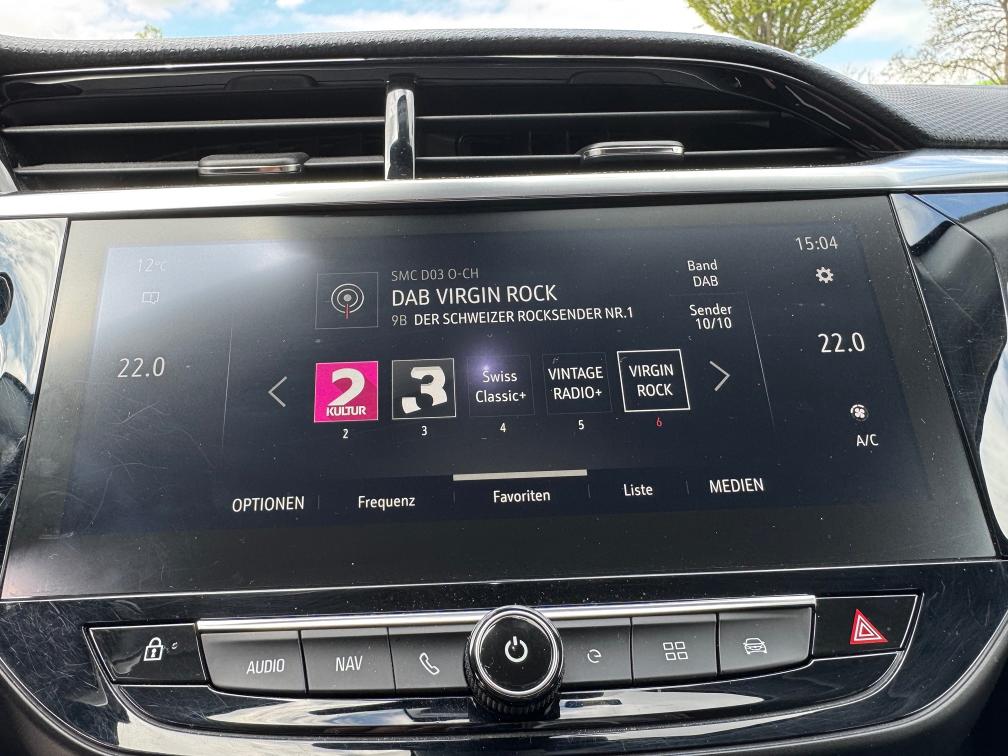 12°C
15:04
SMC D03 O-CH
DAB VIRGIN ROCK
9B DER SCHWEIZER ROCKSENDER NR.1
Band
DAB
Sender
10/10
22.0
22.0
2
KULTUR
3
Swiss
Classic+
VINTAGE
RADIO+
VIRGIN
ROCK
2
3
4
5
6
A/C
OPTIONEN
Frequenz
Favoriten
Liste
MEDIEN
AUDIO
NAV